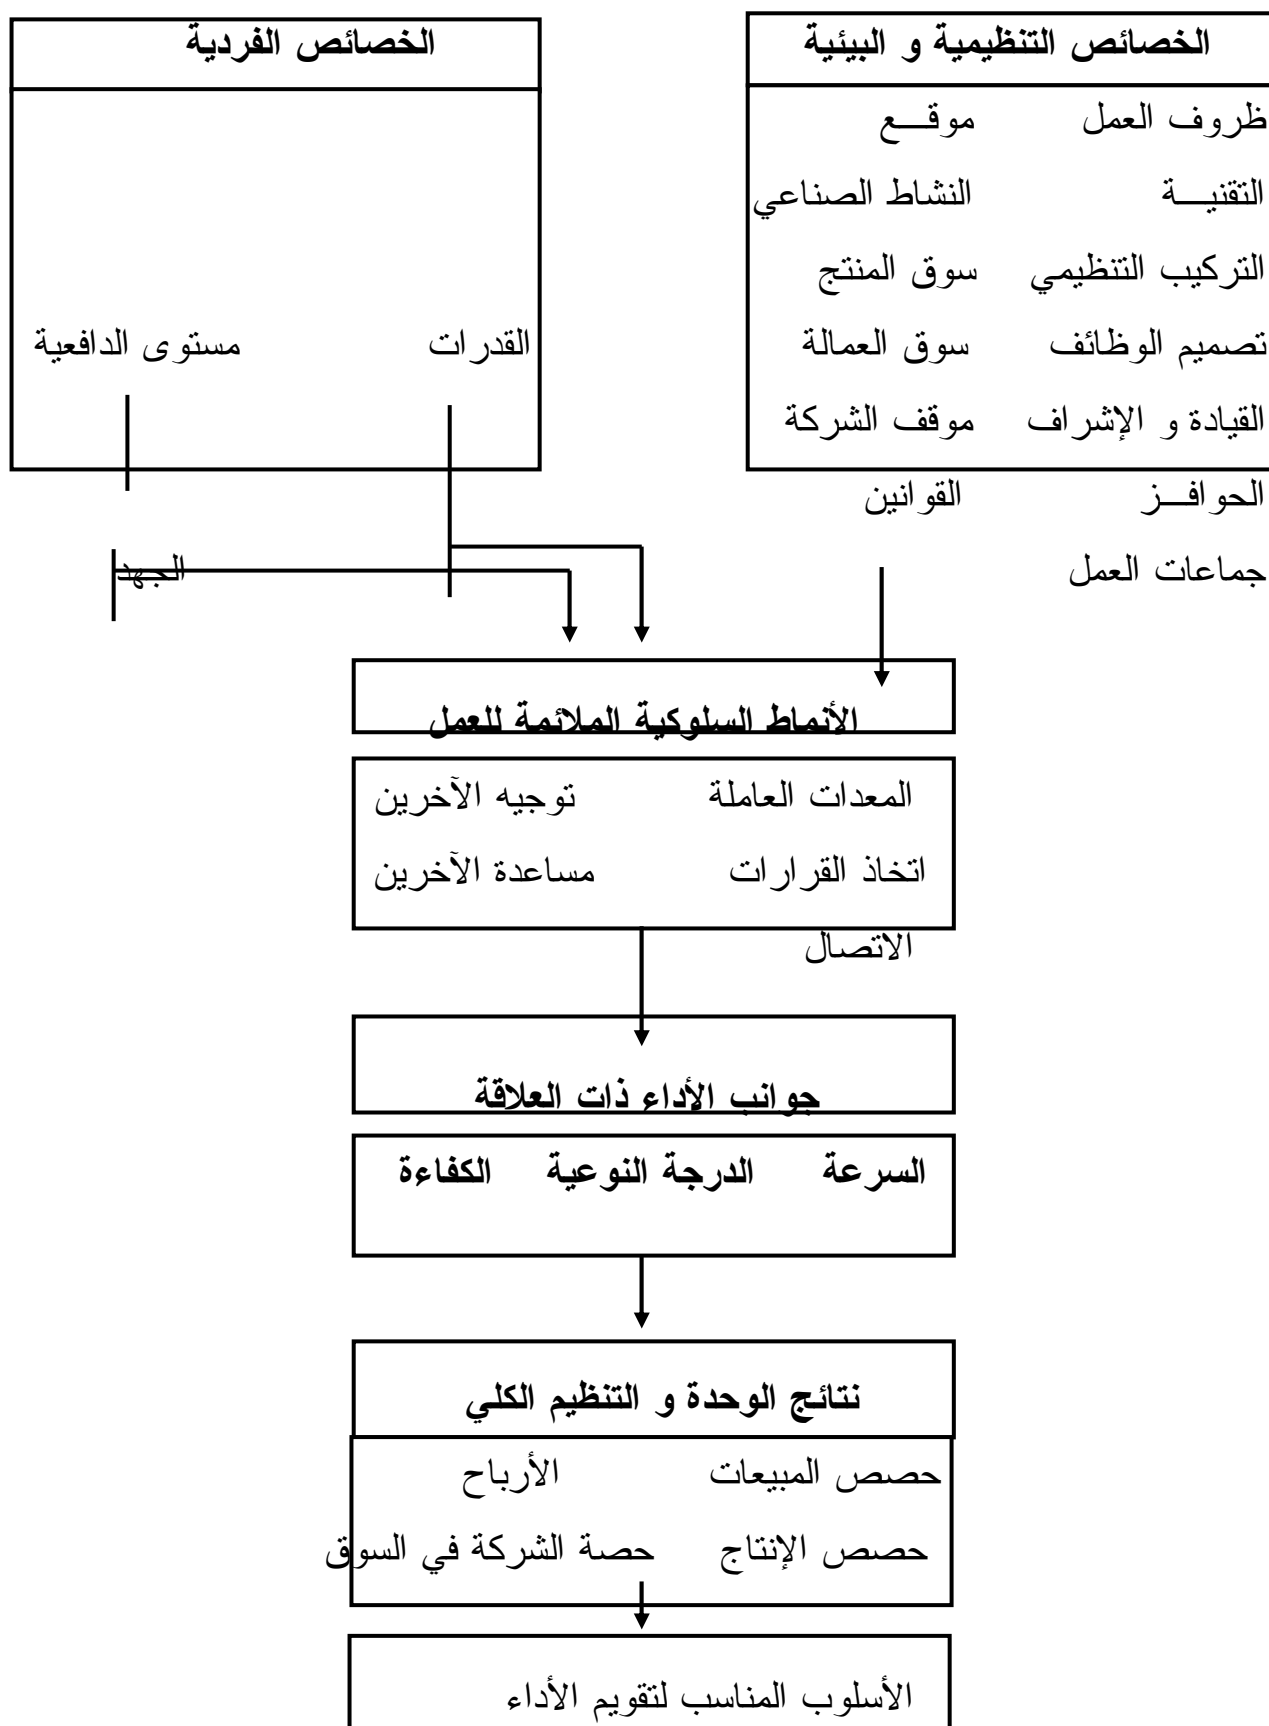 الخصائص التنظيمية و البيئية
ظروف العمل موقـــع
التقنيـــة النشاط الصناعي
التركيب التنظيمي سوق المنتج
تصميم الوظائف سوق العمالة
القيادة و الإشراف موقف الشركة
الحوافـــز القوانين
جماعات العمل
الخصائص الفردية
القدرات مستوى الدافعية
الجهد
الأنماط السلوكية الملائمة للعمل
المعدات العاملة توجيه الآخرين
اتخاذ القرارات مساعدة الآخرين
الاتصال
جوانب الأداء ذات العلاقة
السرعة الدرجة النوعية الكفاءة
نتائج الوحدة و التنظيم الكلي
حصص المبيعات الأرباح
حصص الإنتاج حصة الشركة في السوق
الأسلوب المناسب لتقويم الأداء